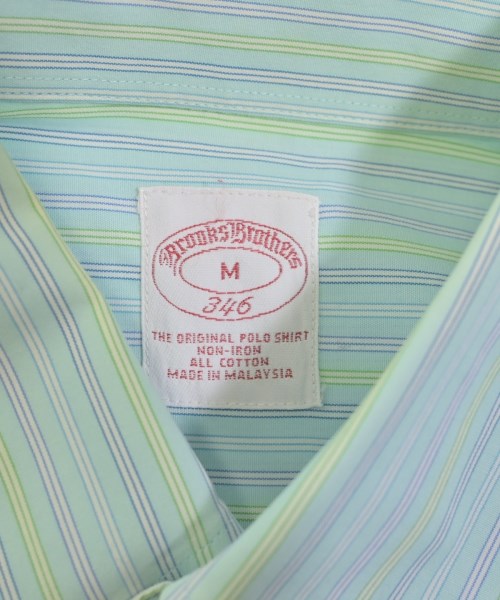 Brooks Brothers
M
346
THE ORIGINAL POLO SHIRT
NON-IRON
ALL COTTON
MADE IN MALAYSIA